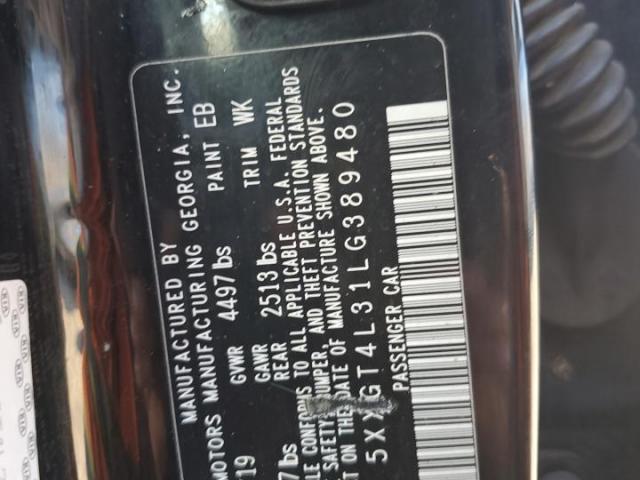 MANUFACTURED BY
MOTORS MANUFACTURING GEORGIA, INC.
19 GVWR 4497 lbs PAINT EB
GAWR
7 lbs REAR 2513 lbs TRIM WK
LE CONFORMS TO ALL APPLICABLE U.S.A. FEDERAL
SAFETY, BUMPER, AND THEFT PREVENTION STANDARDS
T ON THE DATE OF MANUFACTURE SHOWN ABOVE.
5XXGT4L31LG389480
PASSENGER CAR